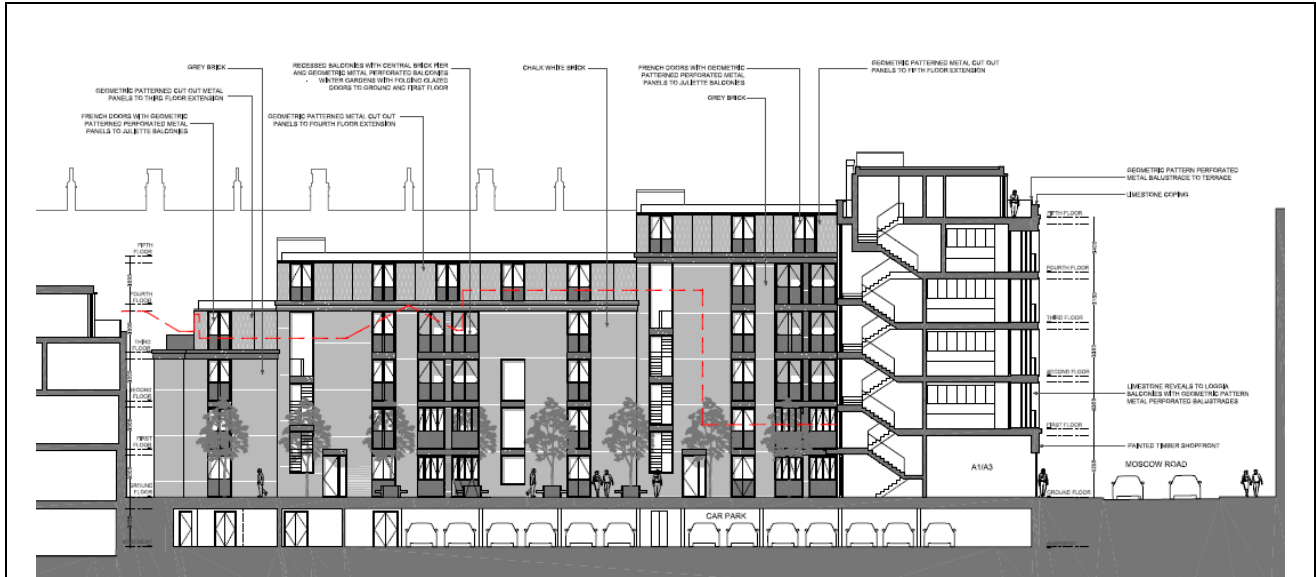 GREY BRICK
GEOMETRIC PATTERNED CUT OUT METAL
PANELS TO THIRD FLOOR EXTENSION
FRENCH DOORS WITH GEOMETRIC
PATTERNED PERFORATED METAL
PANELS TO JULIETTE BALCONIES
RECESSED BALCONIES WITH CENTRAL BRICK PIER
AND GEOMETRIC METAL PERFORATED BALCONIES
WINTER GARDENS WITH FOLDING GLAZED
DOORS TO GROUND AND FIRST FLOOR
GEOMETRIC PATTERNED METAL CUT OUT
PANELS TO FOURTH FLOOR EXTENSION
CHALK WHITE BRICK
FRENCH DOORS WITH GEOMETRIC
PATTERNED PERFORATED METAL
PANELS TO JULIETTE BALCONIES
GREY BRICK
GEOMETRIC PATTERNED METAL CUT OUT
PANELS TO FIFTH FLOOR EXTENSION
GEOMETRIC PATTERN PERFORATED
METAL BALUSTRADE TO TERRACE
LIMESTONE COPING
FIFTH
FLOOR
FOURTH
FLOOR
THIRD
FLOOR
SECOND
FLOOR
FIRST
FLOOR
GROUND
FLOOR
FIFTH FLOOR
FOURTH FLOOR
THIRD FLOOR
SECOND FLOOR
LIMESTONE REVEALS TO LOGGIA
BALCONIES WITH GEOMETRIC PATTERN
METAL PERFORATED BALUSTRADES
FIRST FLOOR
PAINTED TIMBER SHOPFRONT
A1/A3
MOSCOW ROAD
GROUND FLOOR
CAR PARK